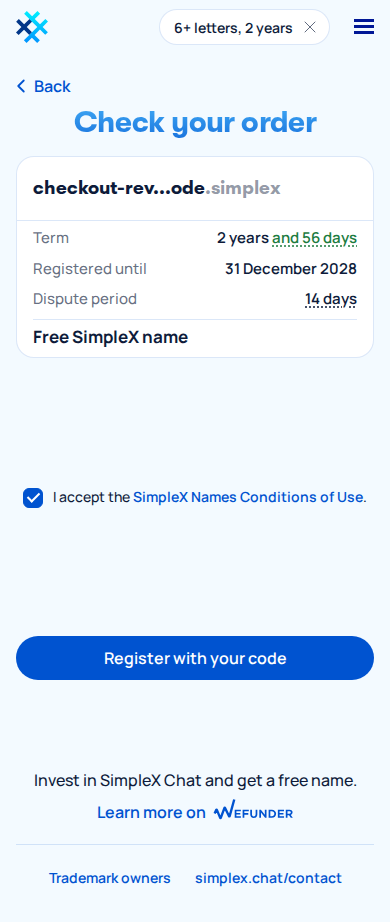 6+ letters, 2 years
Back
Check your order
checkout-rev...ode.simplex
Term 2 years and 56 days
Registered until 31 December 2028
Dispute period 14 days
Free SimpleX name
I accept the SimpleX Names Conditions of Use.
Register with your code
Invest in SimpleX Chat and get a free name.
Learn more on WEFUNDER
Trademark owners simplex.chat/contact